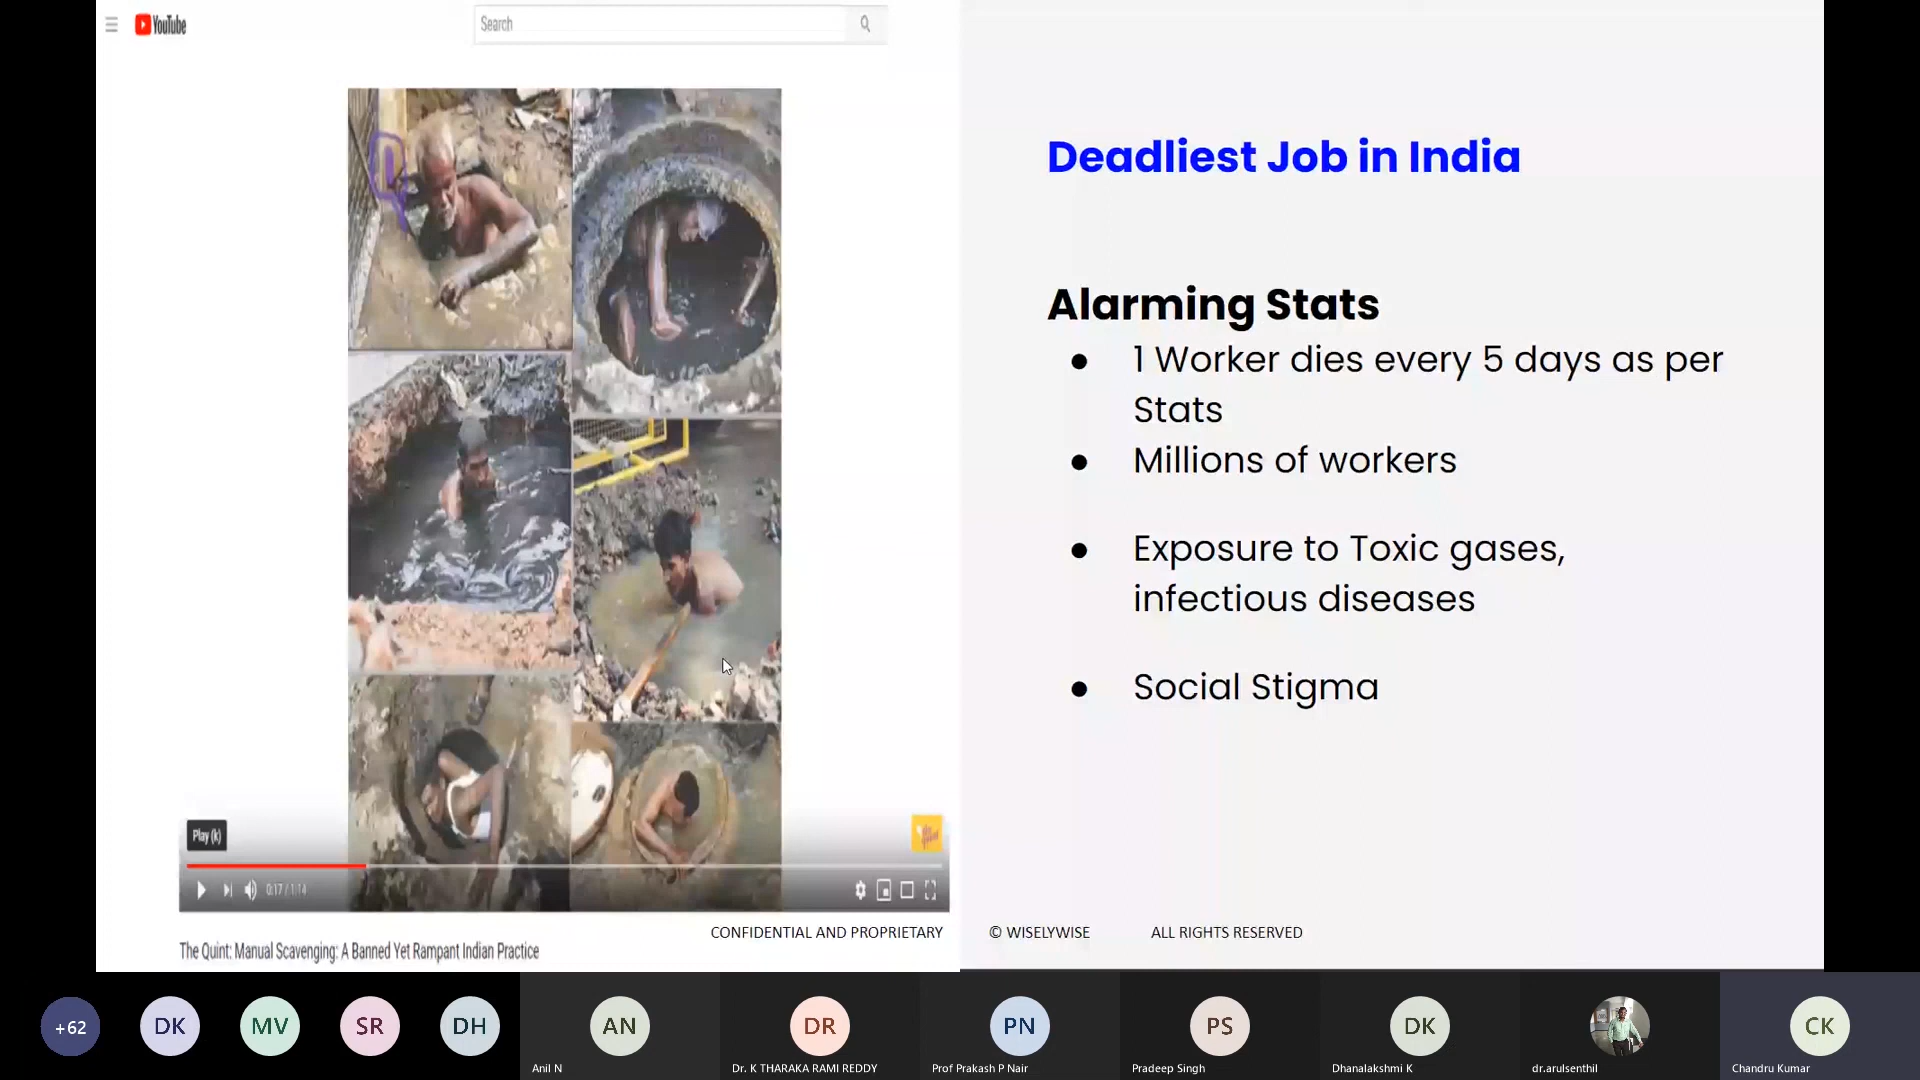 YouTube
Search
Deadliest Job in India
Alarming Stats
● 1 Worker dies every 5 days as per
Stats
● Millions of workers
● Exposure to Toxic gases,
infectious diseases
● Social Stigma
Play (k)
0:17 / 1:14
CONFIDENTIAL AND PROPRIETARY © WISELYWISE ALL RIGHTS RESERVED
The Quint: Manual Scavenging: A Banned Yet Rampant Indian Practice
+62 DK MV SR DH AN DR PN PS DK CK
Anil N Dr. K THARAKA RAMI REDDY Prof Prakash P Nair Pradeep Singh Dhanalakshmi K dr.arulsenthil Chandru Kumar